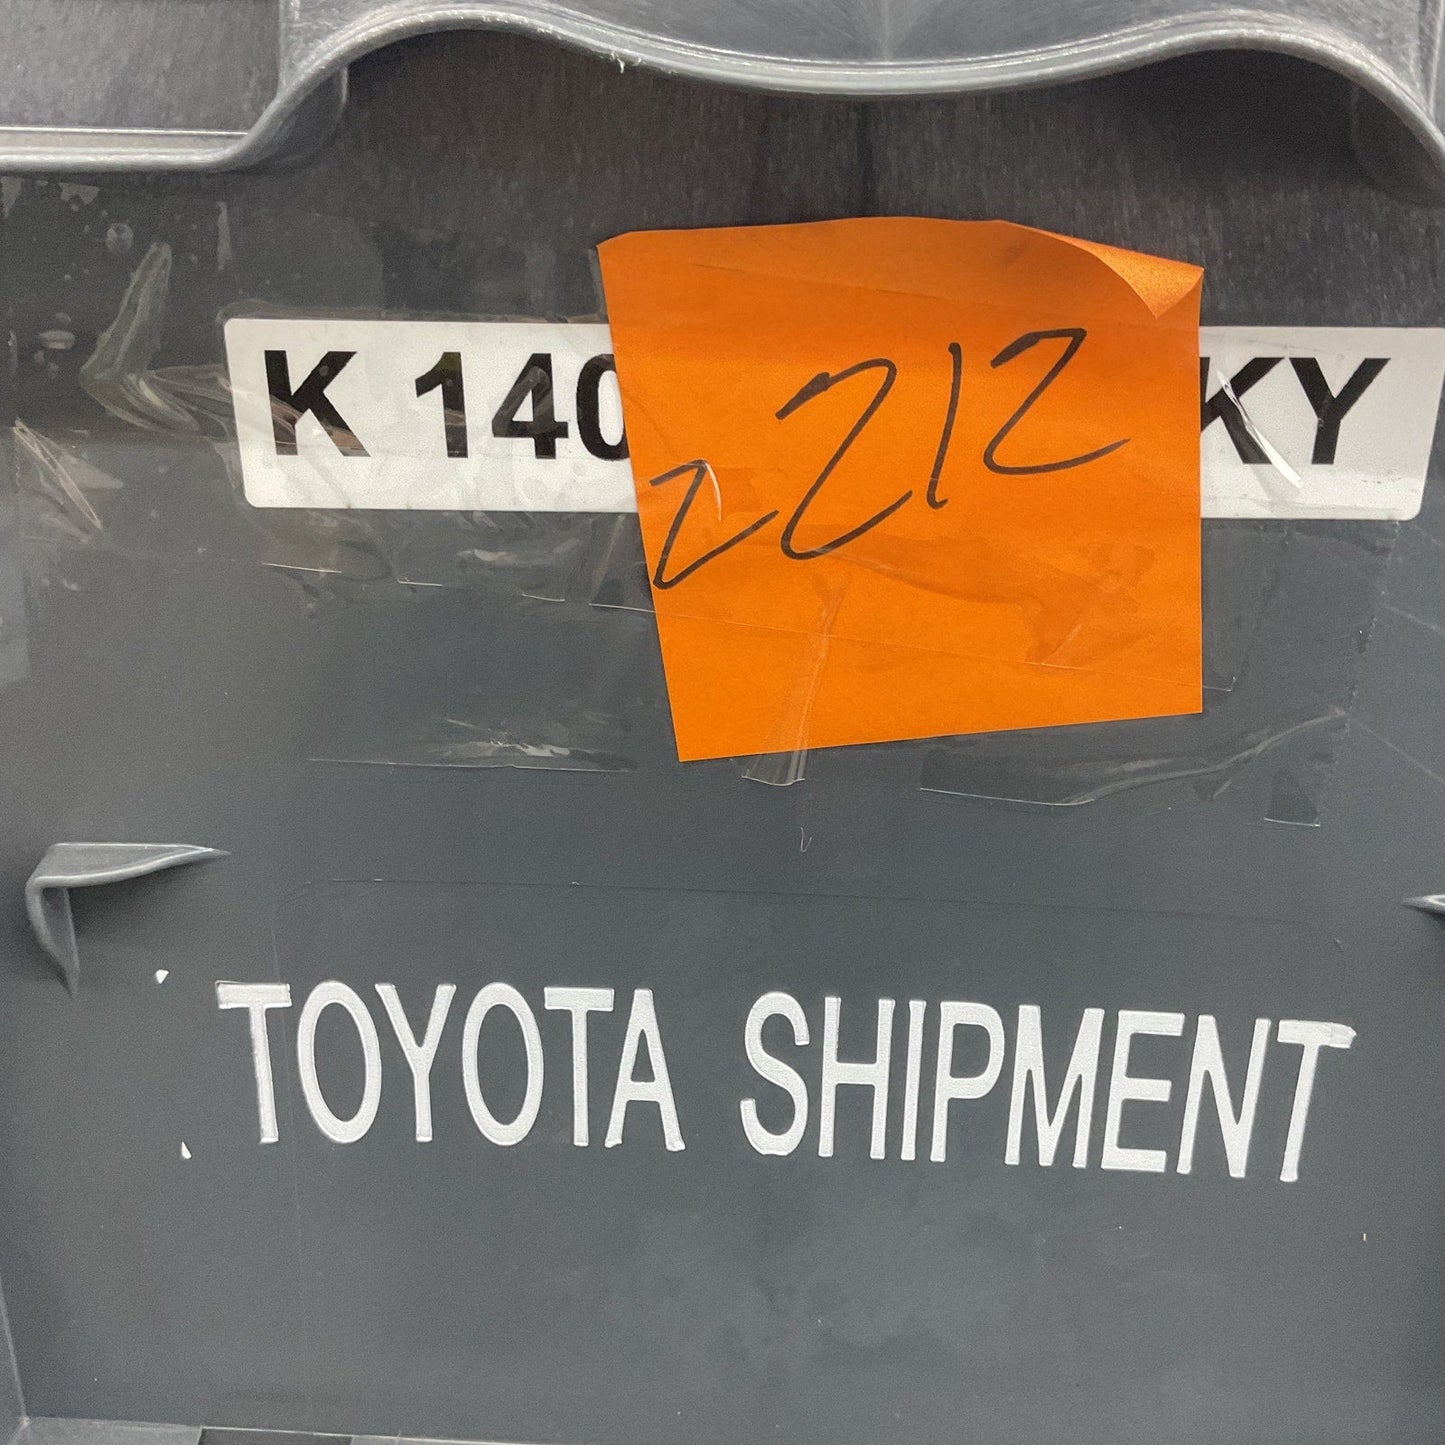 K 140 KY
2212
TOYOTA SHIPMENT